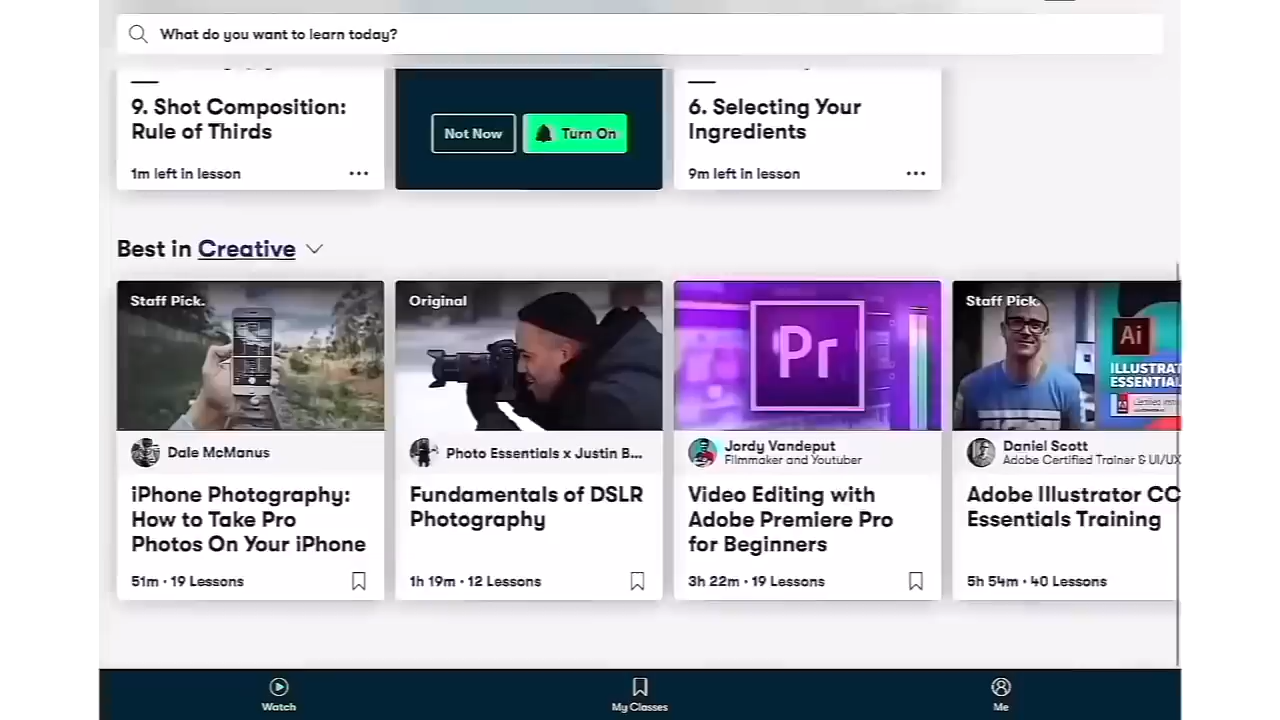 What do you want to learn today?
9. Shot Composition:
Rule of Thirds
1m left in lesson
Not Now
Turn On
6. Selecting Your
Ingredients
9m left in lesson
Best in Creative
Staff Pick.
Dale McManus
iPhone Photography:
How to Take Pro
Photos On Your iPhone
51m · 19 Lessons
Original
Photo Essentials x Justin B...
Fundamentals of DSLR
Photography
1h 19m · 12 Lessons
Pr
Jordy Vandeput
Filmmaker and Youtuber
Video Editing with
Adobe Premiere Pro
for Beginners
3h 22m · 19 Lessons
Staff Pick.
Ai
ILLUSTRAT
ESSENTIAL
Daniel Scott
Adobe Certified Trainer & UI/UX
Adobe Illustrator CC
Essentials Training
5h 54m · 40 Lessons
Watch
My Classes
Me